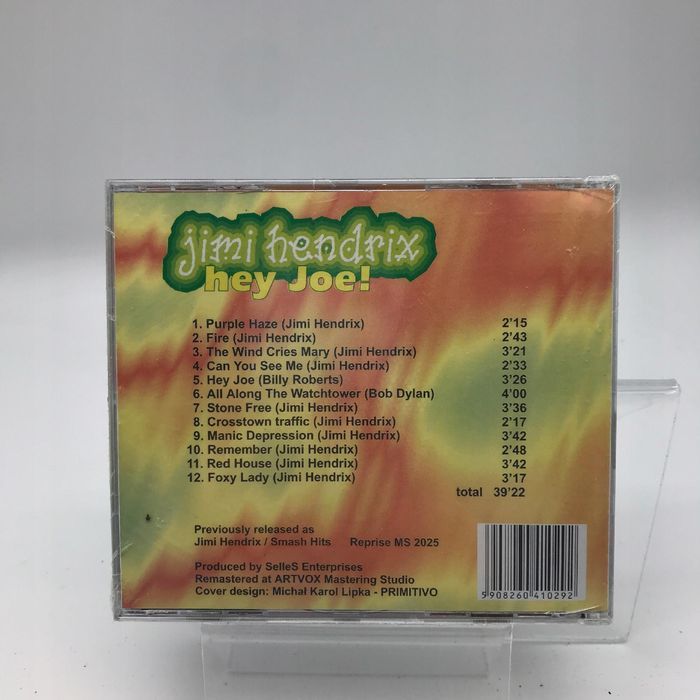 jimi hendrix
hey Joe!
1. Purple Haze (Jimi Hendrix) 2'15
2. Fire (Jimi Hendrix) 2'43
3. The Wind Cries Mary (Jimi Hendrix) 3'21
4. Can You See Me (Jimi Hendrix) 2'33
5. Hey Joe (Billy Roberts) 3'26
6. All Along The Watchtower (Bob Dylan) 4'00
7. Stone Free (Jimi Hendrix) 3'36
8. Crosstown traffic (Jimi Hendrix) 2'17
9. Manic Depression (Jimi Hendrix) 3'42
10. Remember (Jimi Hendrix) 2'48
11. Red House (Jimi Hendrix) 3'42
12. Foxy Lady (Jimi Hendrix) 3'17
total 39'22
Previously released as
Jimi Hendrix / Smash Hits Reprise MS 2025
Produced by SelleS Enterprises
Remastered at ARTVOX Mastering Studio
Cover design: Michał Karol Lipka - PRIMITIVO
5 908260 410292